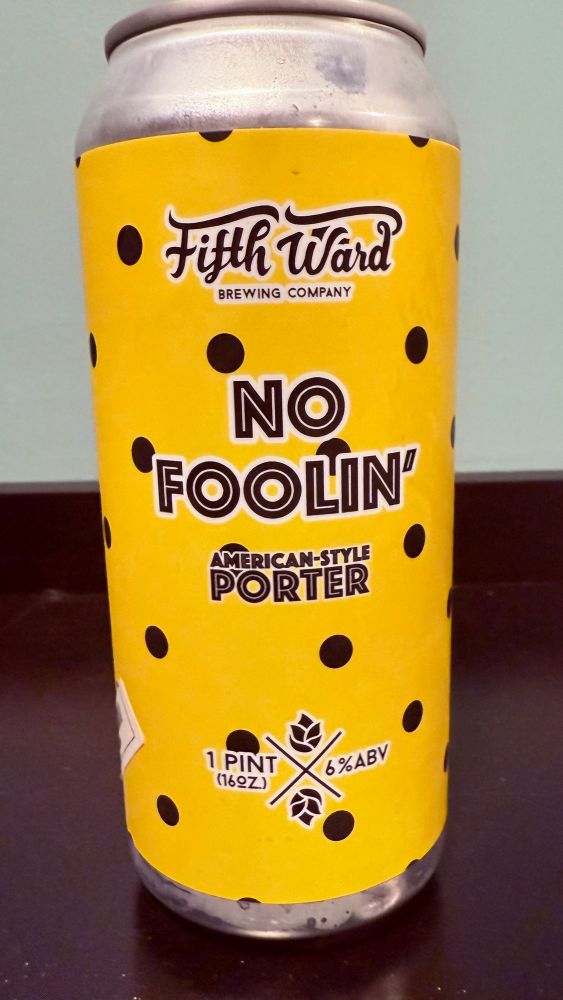 Fifth Ward
BREWING COMPANY
NO
FOOLIN'
AMERICAN-STYLE
PORTER
1 PINT
(16OZ.)
6% ABV